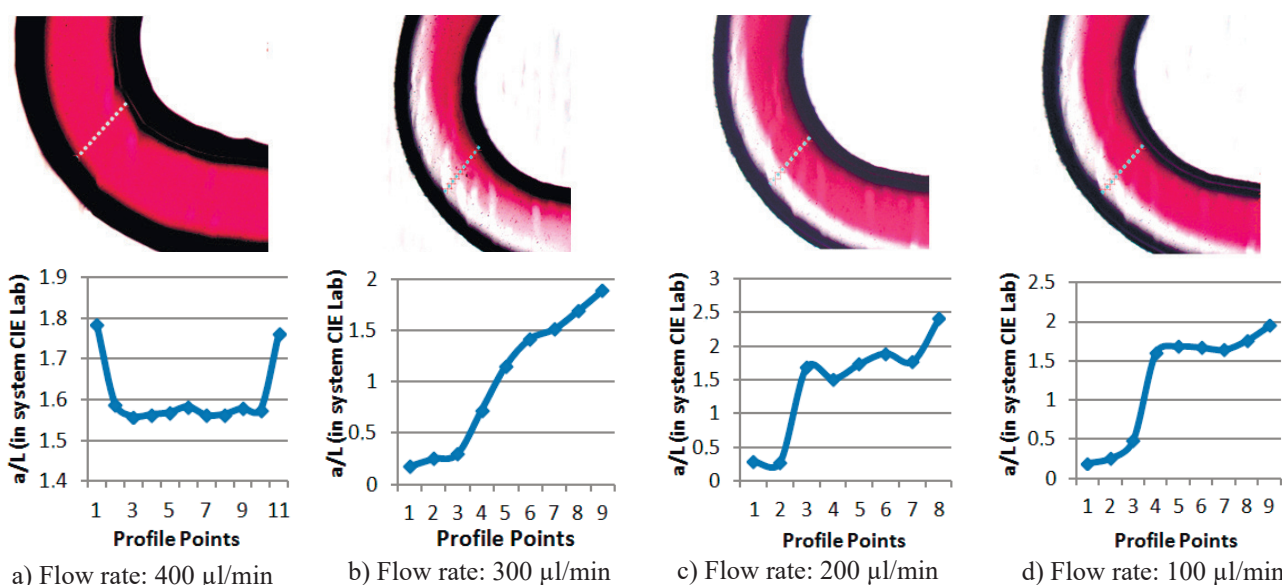 a/L (in system CIE Lab)
1.9
1.8
1.7
1.6
1.5
1.4
1 3 5 7 9 11
Profile Points
a) Flow rate: 400 µl/min
a/L (in system CIE Lab)
2
1.5
1
0.5
0
1 2 3 4 5 6 7 8 9
Profile Points
b) Flow rate: 300 µl/min
a/L (in system CIE Lab)
3
2.5
2
1.5
1
0.5
0
1 2 3 4 5 6 7 8
Profile Points
c) Flow rate: 200 µl/min
a/L (in system CIE Lab)
2.5
2
1.5
1
0.5
0
1 2 3 4 5 6 7 8 9
Profile Points
d) Flow rate: 100 µl/min